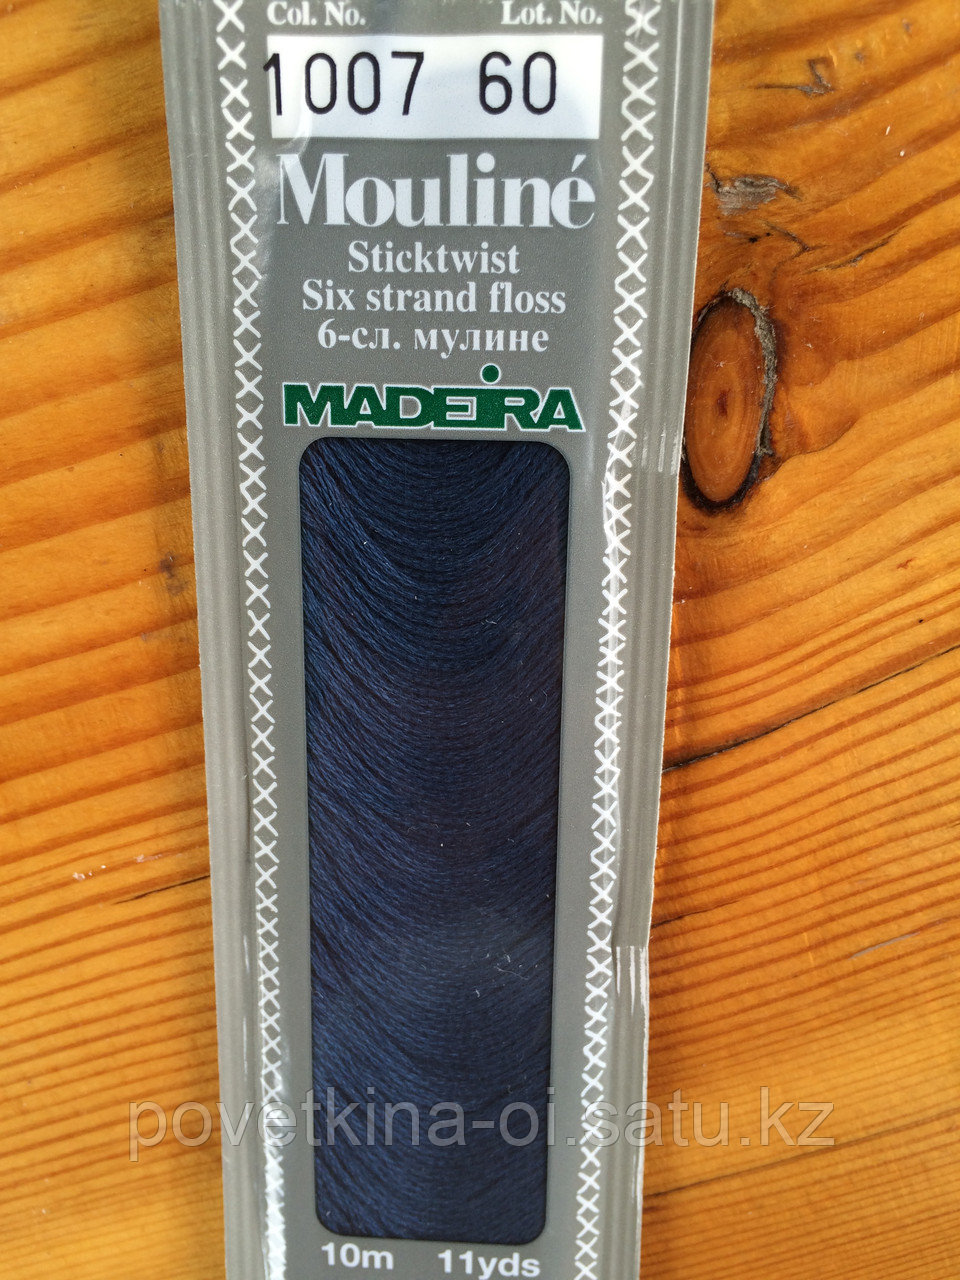 Col. No. Lot. No.
1007 60
Mouliné
Sticktwist
Six strand floss
6-сл. мулине
MADEIRA
povetkina-oi.satu.kz
10m 11yds